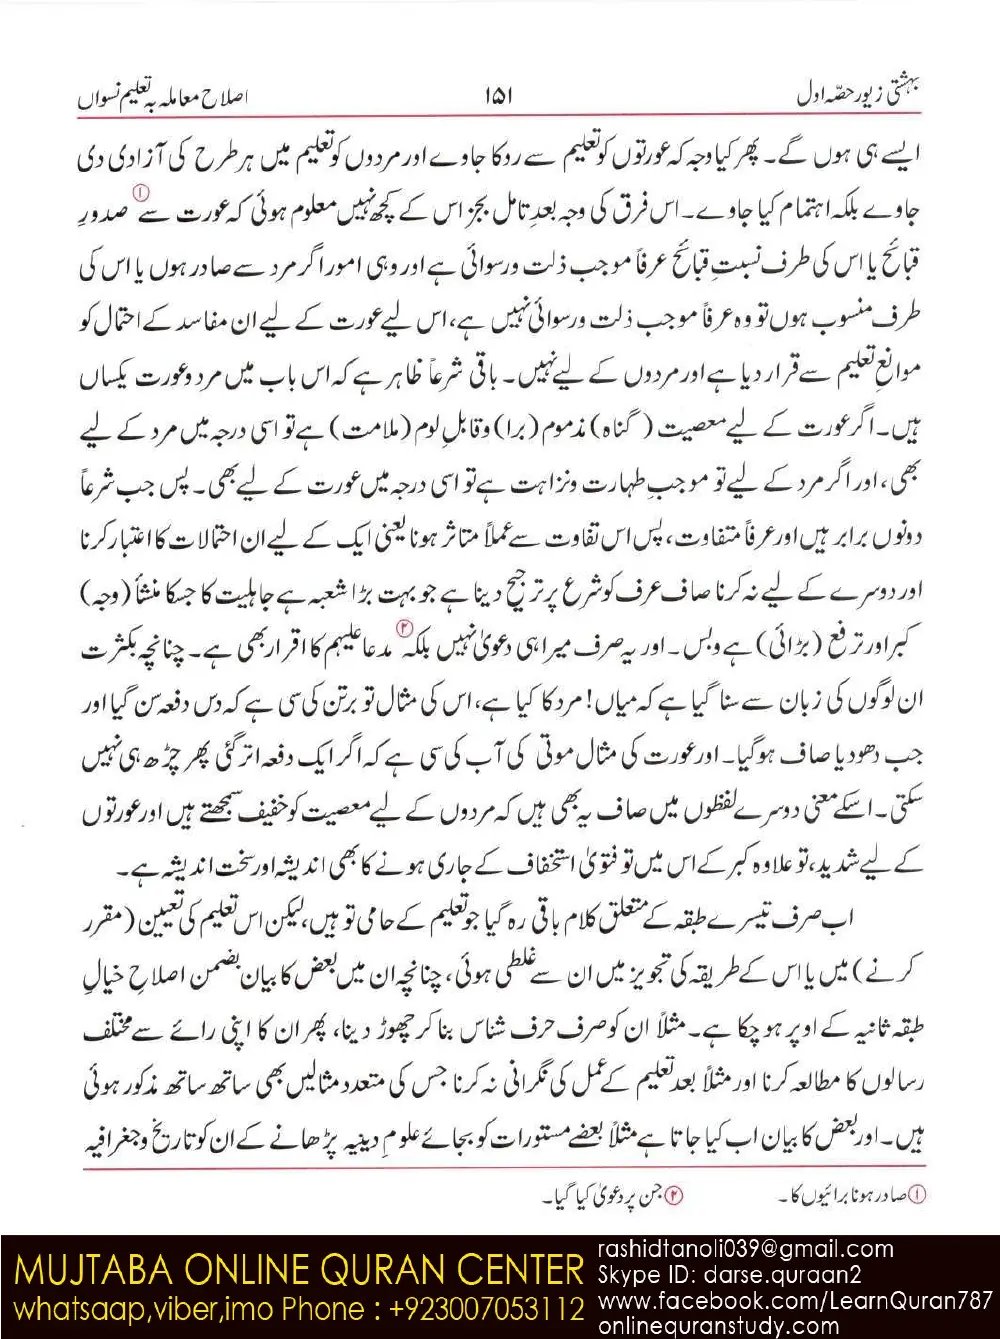 بہشتی زیور حصّہ اول ۱۵۱ اصلاح معاملہ بہ تعلیم نسواں
ایسے ہی ہوں گے۔ پھر کیا وجہ کہ عورتوں کو تعلیم سے روکا جاوے اور مردوں کو تعلیم میں ہر طرح کی آزادی دی
جاوے بلکہ اہتمام کیا جاوے۔ اس فرق کی وجہ بعدِ تامل بجز اس کے کچھ نہیں معلوم ہوئی کہ عورت سے ① صدورِ
قبائح یا اس کی طرف نسبتِ قبائح عرفاً موجب ذلت ورسوائی ہے اور وہی امور اگر مرد سے صادر ہوں یا اس کی
طرف منسوب ہوں تو وہ عرفاً موجب ذلت ورسوائی نہیں ہے، اس لیے عورت کے لیے ان مفاسد کے احتمال کو
موانعِ تعلیم سے قرار دیا ہے اور مردوں کے لیے نہیں۔ باقی شرعاً ظاہر ہے کہ اس باب میں مرد وعورت یکساں
ہیں۔ اگر عورت کے لیے معصیت (گناہ) مذموم (برا) وقابلِ لوم (ملامت) ہے تو اسی درجہ میں مرد کے لیے
بھی، اور اگر مرد کے لیے تو موجبِ طہارت ونزاہت ہے تو اسی درجہ میں عورت کے لیے بھی۔ پس جب شرعاً
دونوں برابر ہیں اور عرفاً متفاوت، پس اس تفاوت سے عملاً متاثر ہونا یعنی ایک کے لیے ان احتمالات کا اعتبار کرنا
اور دوسرے کے لیے نہ کرنا صاف عرف کو شرع پر ترجیح دینا ہے جو بہت بڑا شعبہ ہے جاہلیت کا جسکا منشأ (وجہ)
کبر اور ترفع (بڑائی) ہے وبس۔ اور یہ صرف میرا ہی دعویٰ نہیں بلکہ ② مدعا علیہم کا اقرار بھی ہے۔ چنانچہ بکثرت
ان لوگوں کی زبان سے سنا گیا ہے کہ میاں! مرد کا کیا ہے، اس کی مثال تو برتن کی سی ہے کہ دس دفعہ سن گیا اور
جب دھو دیا صاف ہو گیا۔ اور عورت کی مثال موتی کی آب کی سی ہے کہ اگر ایک دفعہ اتر گئی پھر چڑھ ہی نہیں
سکتی۔ اسکے معنی دوسرے لفظوں میں صاف یہ بھی ہیں کہ مردوں کے لیے معصیت کو خفیف سمجھتے ہیں اور عورتوں
کے لیے شدید، تو علاوہ کبر کے اس میں تو فتویٰ استخفاف کے جاری ہونے کا بھی اندیشہ اور سخت اندیشہ ہے۔
اب صرف تیسرے طبقہ کے متعلق کلام باقی رہ گیا جو تعلیم کے حامی تو ہیں، لیکن اس تعلیم کی تعیین (مقرر
کرنے) میں یا اس کے طریقہ کی تجویز میں ان سے غلطی ہوئی، چنانچہ ان میں بعض کا بیان بضمن اصلاحِ خیالِ
طبقہ ثانیہ کے اوپر ہو چکا ہے۔ مثلاً ان کو صرف حرف شناس بنا کر چھوڑ دینا، پھر ان کا اپنی رائے سے مختلف
رسالوں کا مطالعہ کرنا اور مثلاً بعد تعلیم کے عمل کی نگرانی نہ کرنا جس کی متعدد مثالیں بھی ساتھ ساتھ مذکور ہوئی
ہیں۔ اور بعض کا بیان اب کیا جاتا ہے مثلاً بعضے مستورات کو بجائے علومِ دینیہ پڑھانے کے ان کو تاریخ وجغرافیہ
① صادر ہونا برائیوں کا۔ ② جن پر دعویٰ کیا گیا۔
MUJTABA ONLINE QURAN CENTER
whatsaap,viber,imo Phone : +923007053112
rashidtanoli039@gmail.com
Skype ID: darse.quraan2
www.facebook.com/LearnQuran787
onlinequranstudy.com